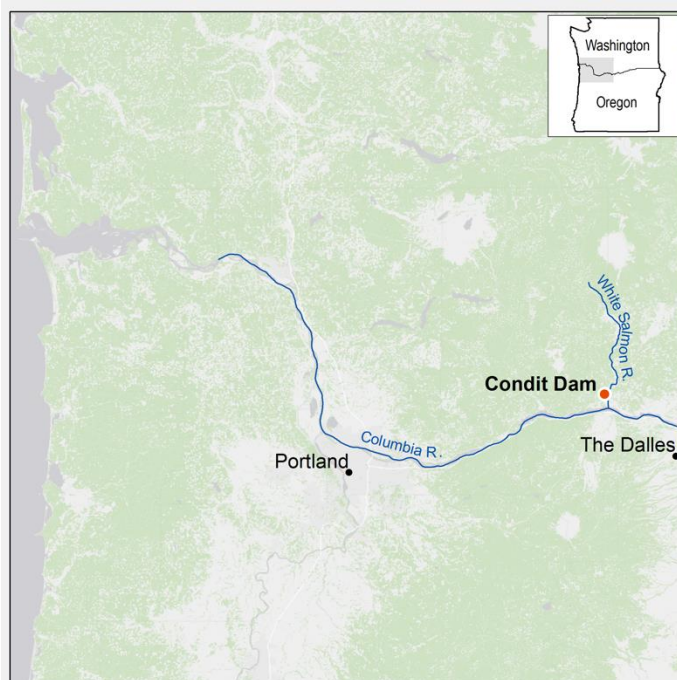 Washington
Oregon
White Salmon R.
Condit Dam
Columbia R.
The Dalles
Portland